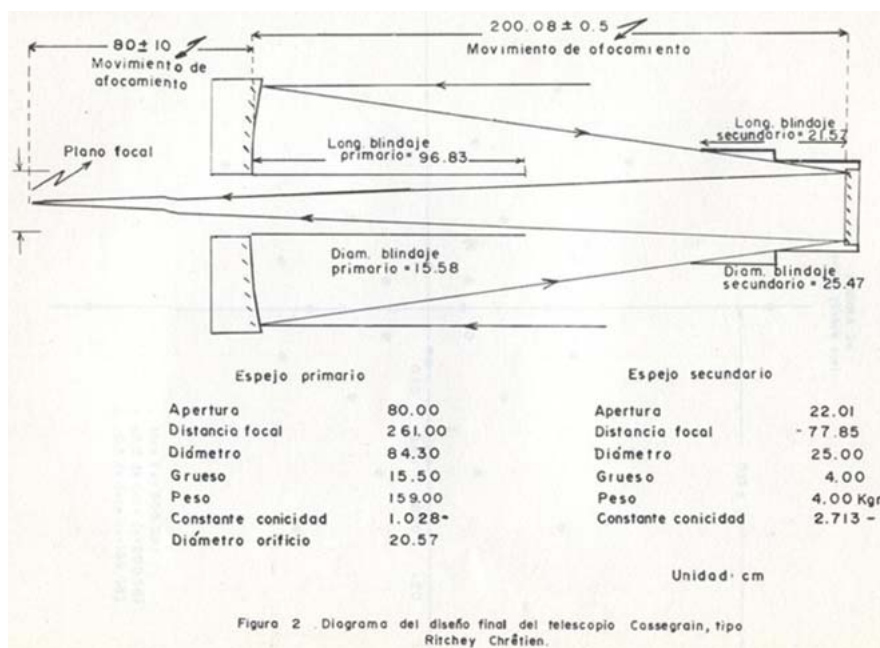 80± 10
Movimiento de
afocamiento
200.08 ± 0.5
Movimiento de afocamiento
Plano focal
Long. blindaje
primario= 96.83
Long. blindaje
secundario= 21.57
Diam. blindaje
primario = 15.58
Diam. blindaje
secundario = 25.47
Espejo primario
Apertura 80.00
Distancia focal 261.00
Diámetro 84.30
Grueso 15.50
Peso 159.00
Constante conicidad 1.028-
Diámetro orificio 20.57
Espejo secundario
Apertura 22.01
Distancia focal -77.85
Diámetro 25.00
Grueso 4.00
Peso 4.00 Kgr
Constante conicidad 2.713 -
Unidad· cm
Figura 2 . Diagrama del diseño final del telescopio Cassegrain, tipo
Ritchey Chrêtien.